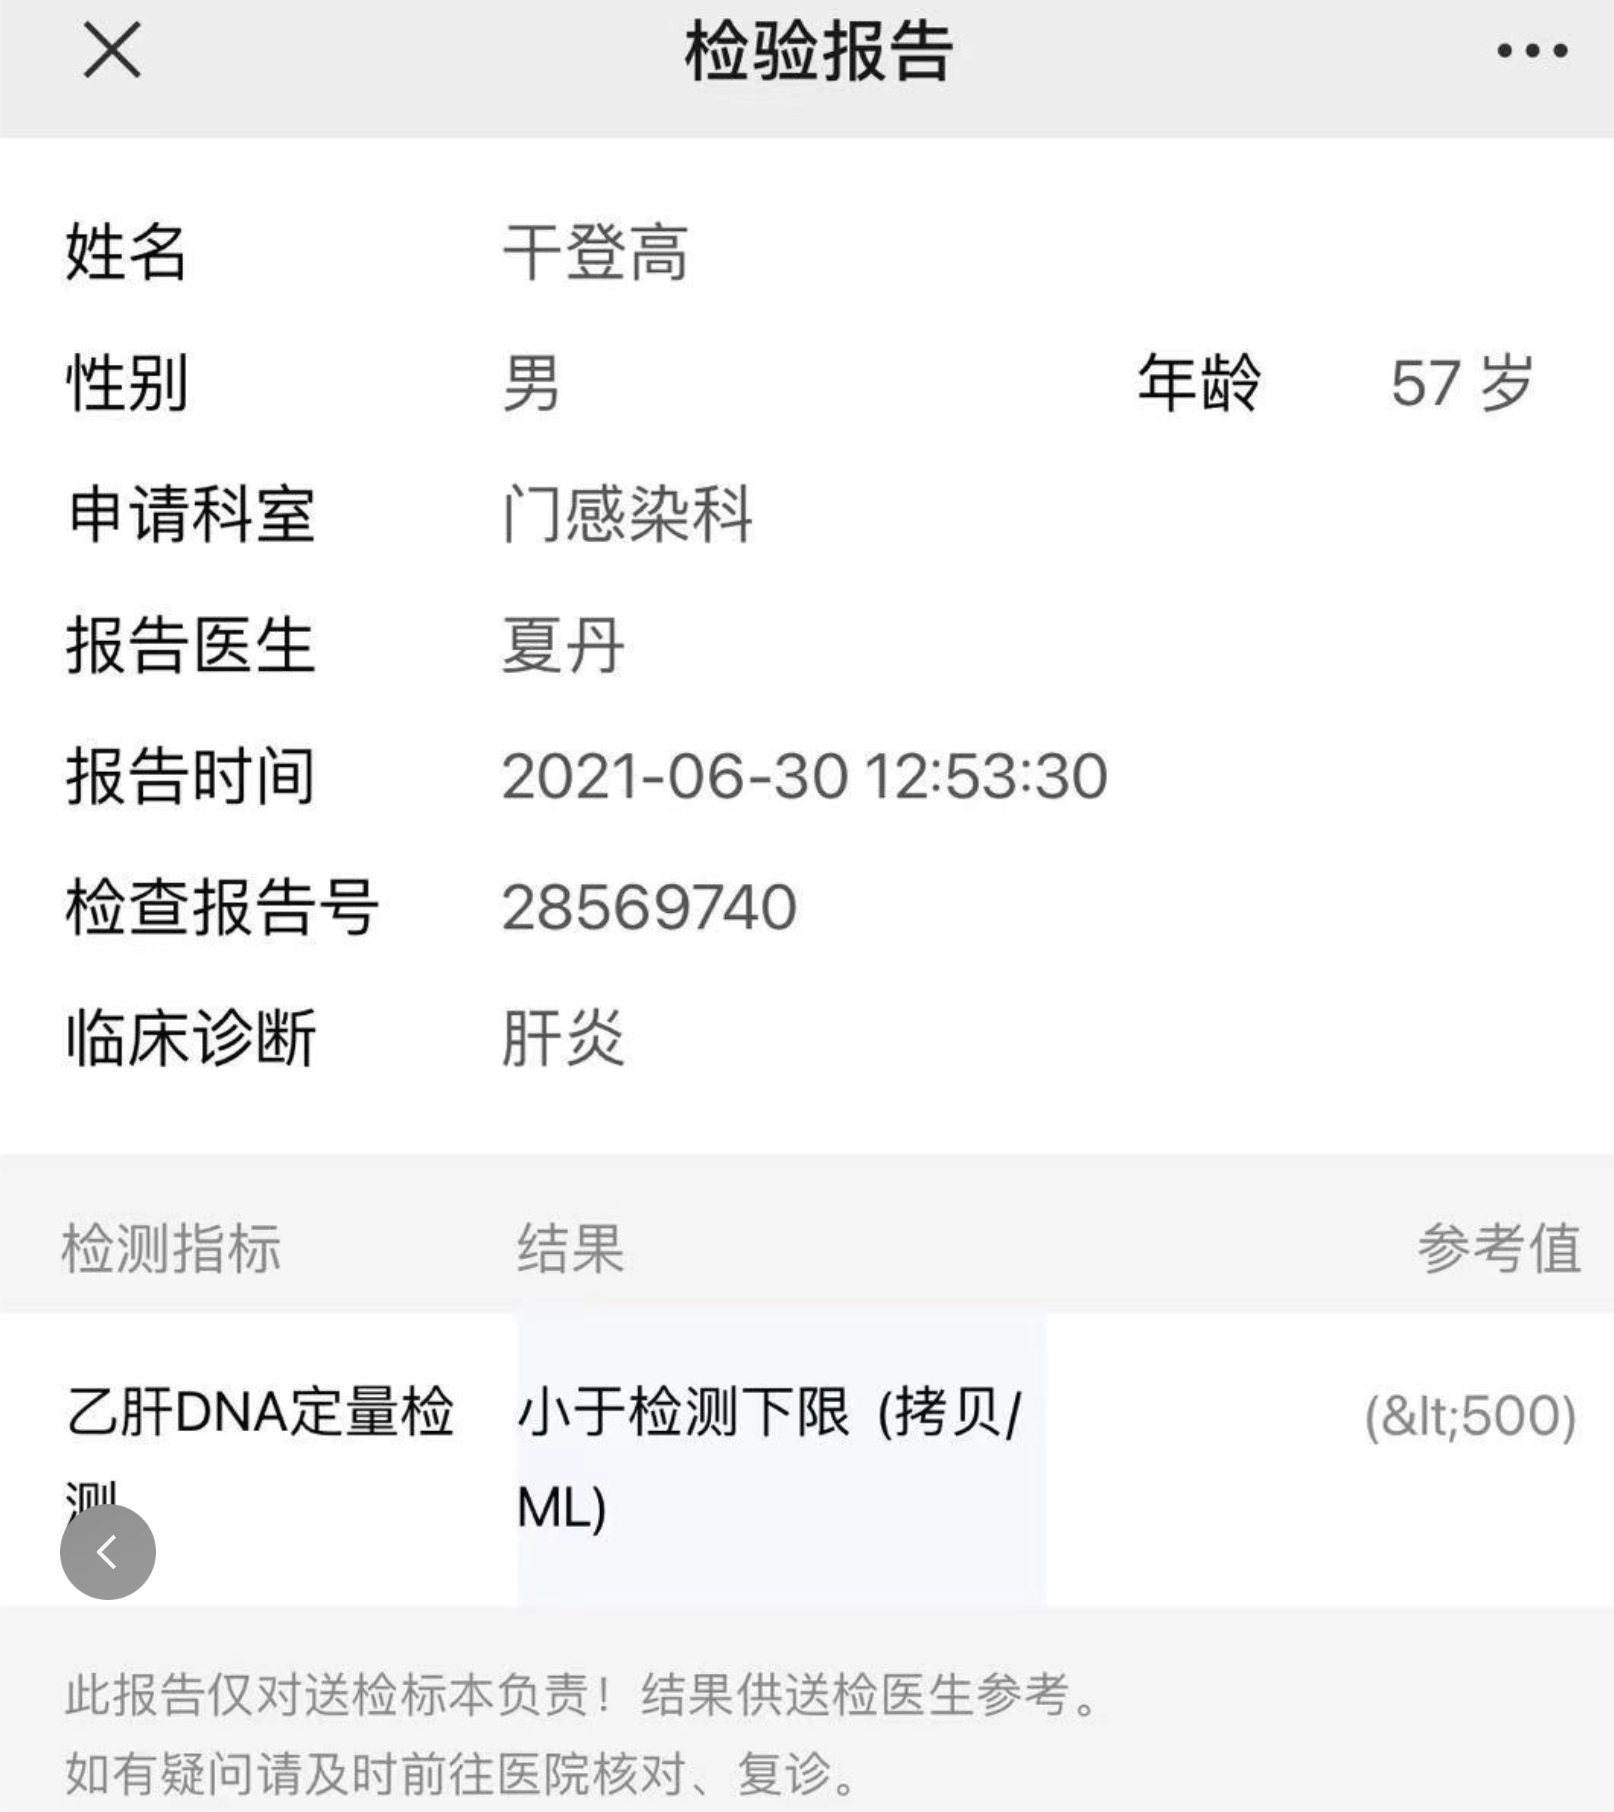 检验报告
姓名 干登高
性别 男 年龄 57 岁
申请科室 门感染科
报告医生 夏丹
报告时间 2021-06-30 12:53:30
检查报告号 28569740
临床诊断 肝炎
检测指标 结果 参考值
乙肝DNA定量检 小于检测下限 (拷贝/ (&lt;500)
测 ML)
此报告仅对送检标本负责！结果供送检医生参考。
如有疑问请及时前往医院核对、复诊。